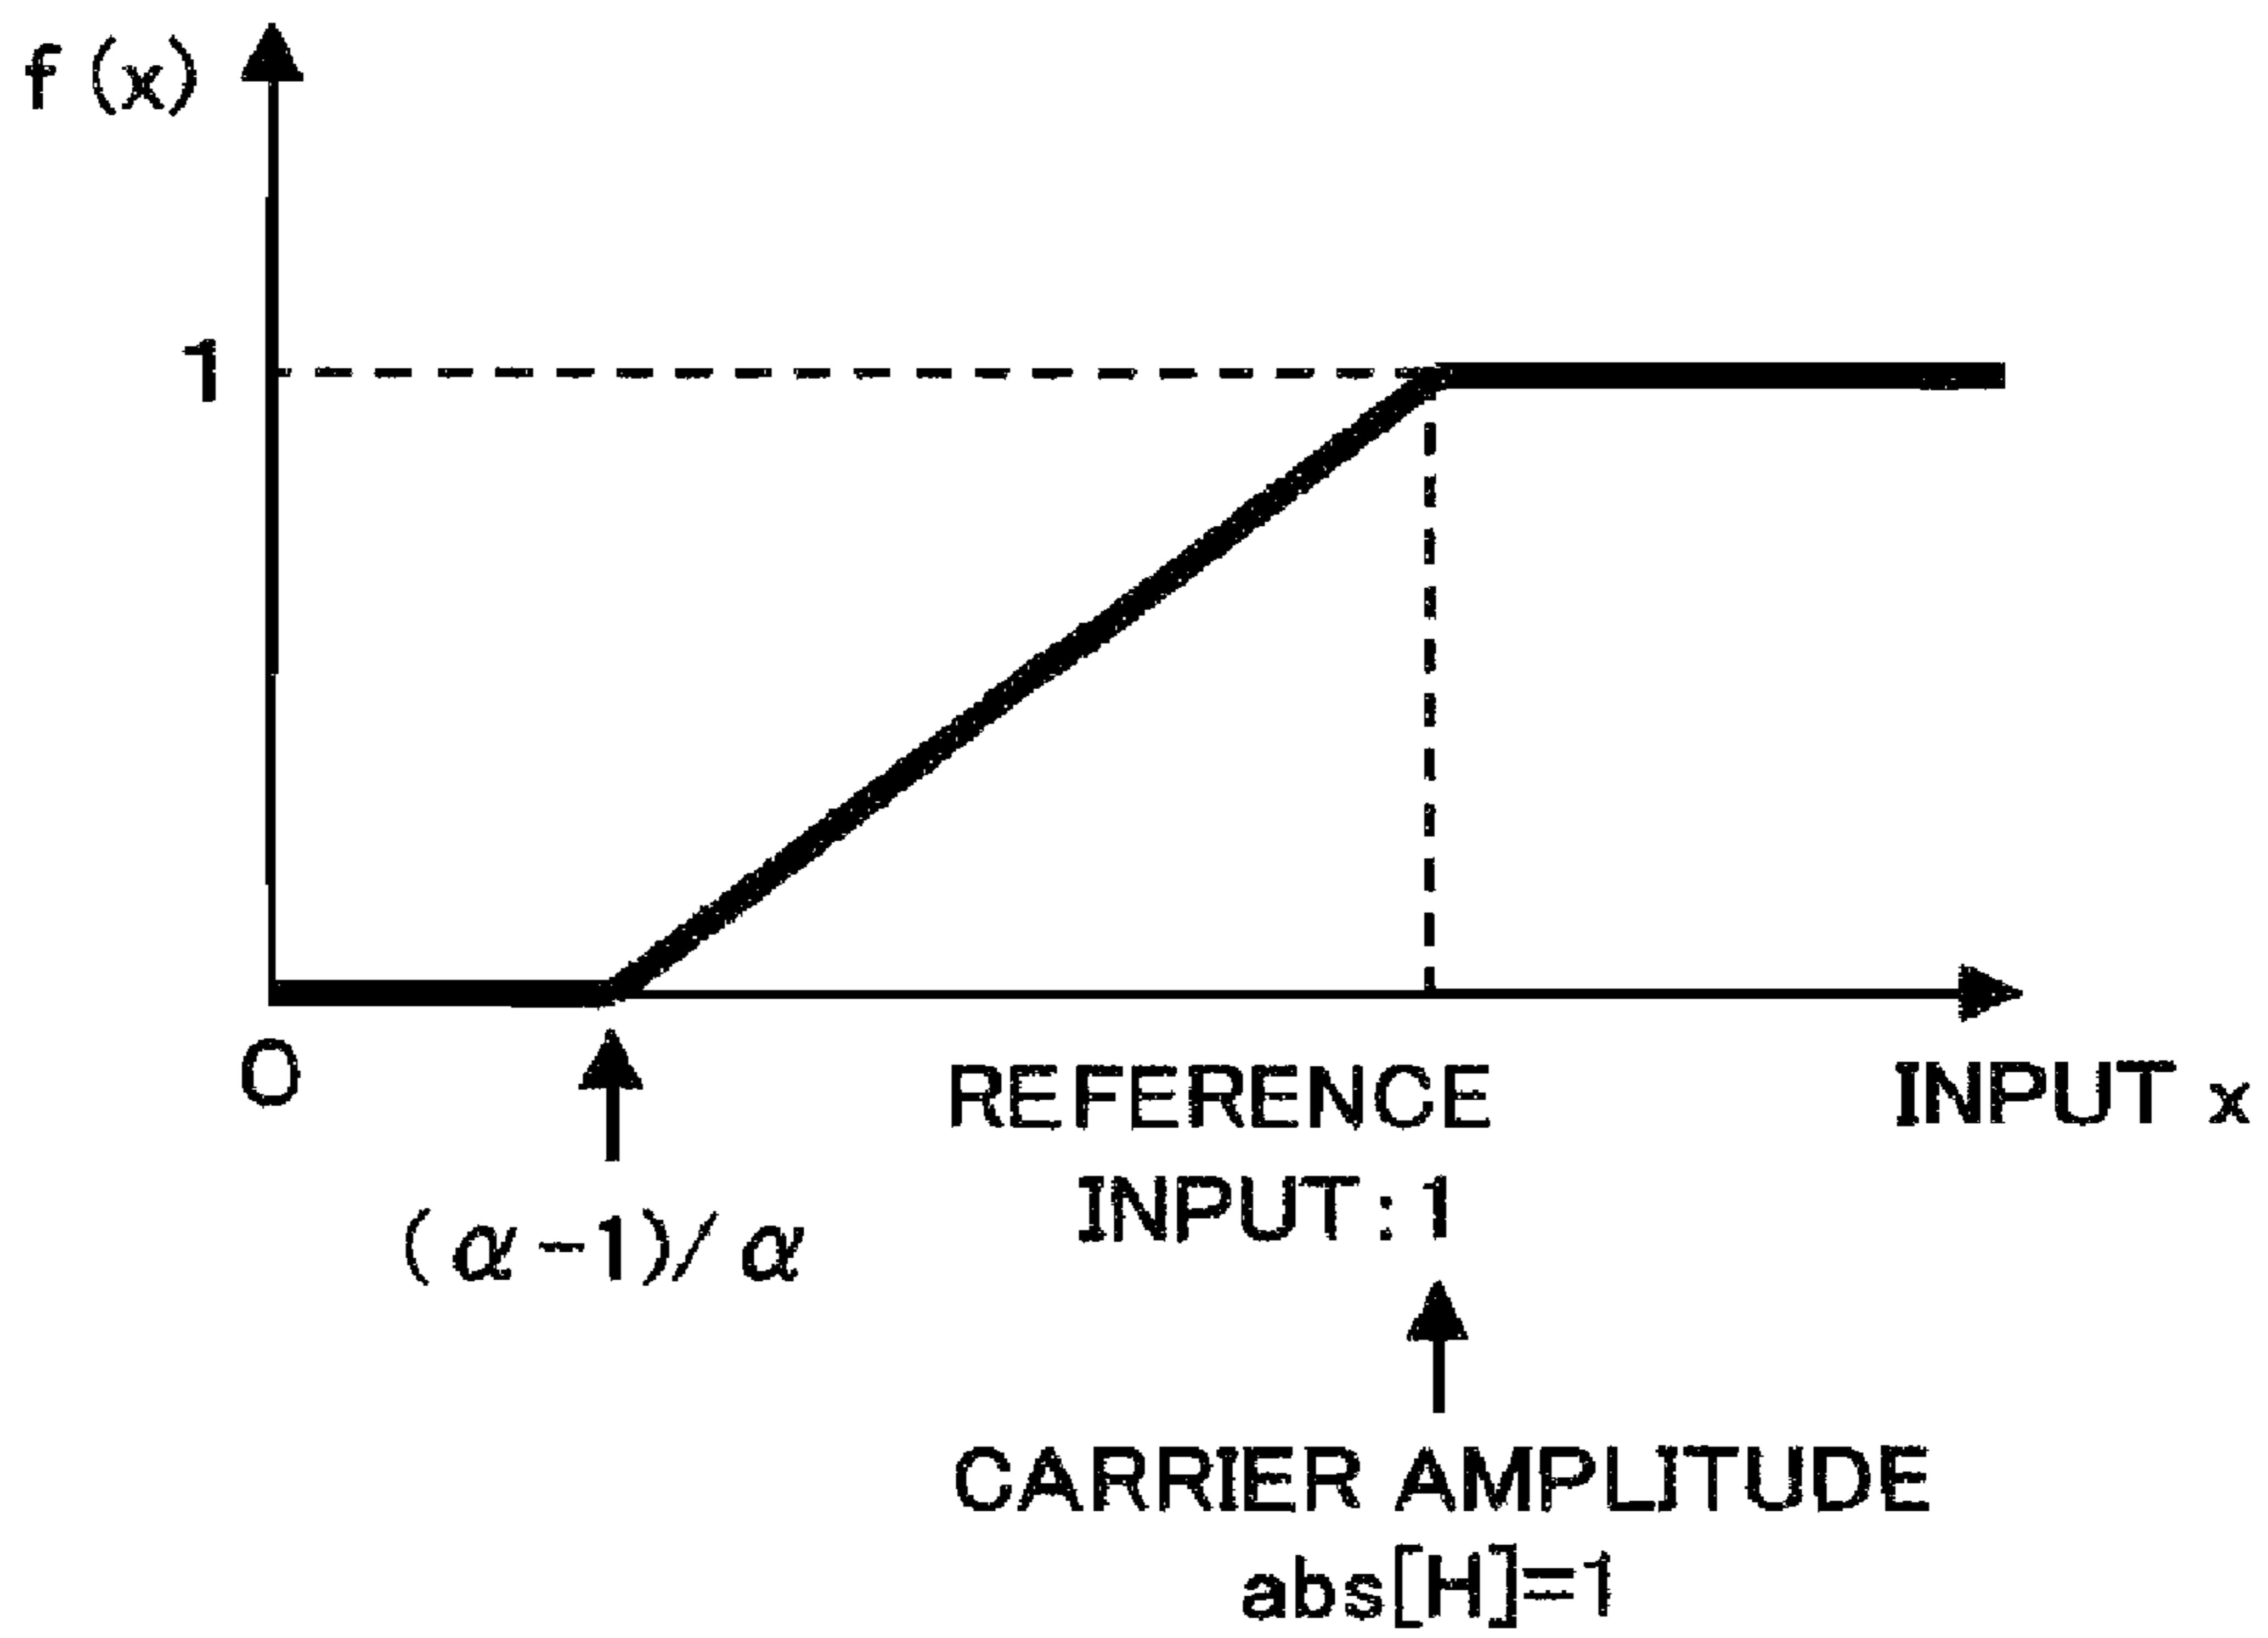 f (x)
1
O
REFERENCE
INPUT : 1
INPUT x
(α-1)/α
CARRIER AMPLITUDE
abs[H]=1